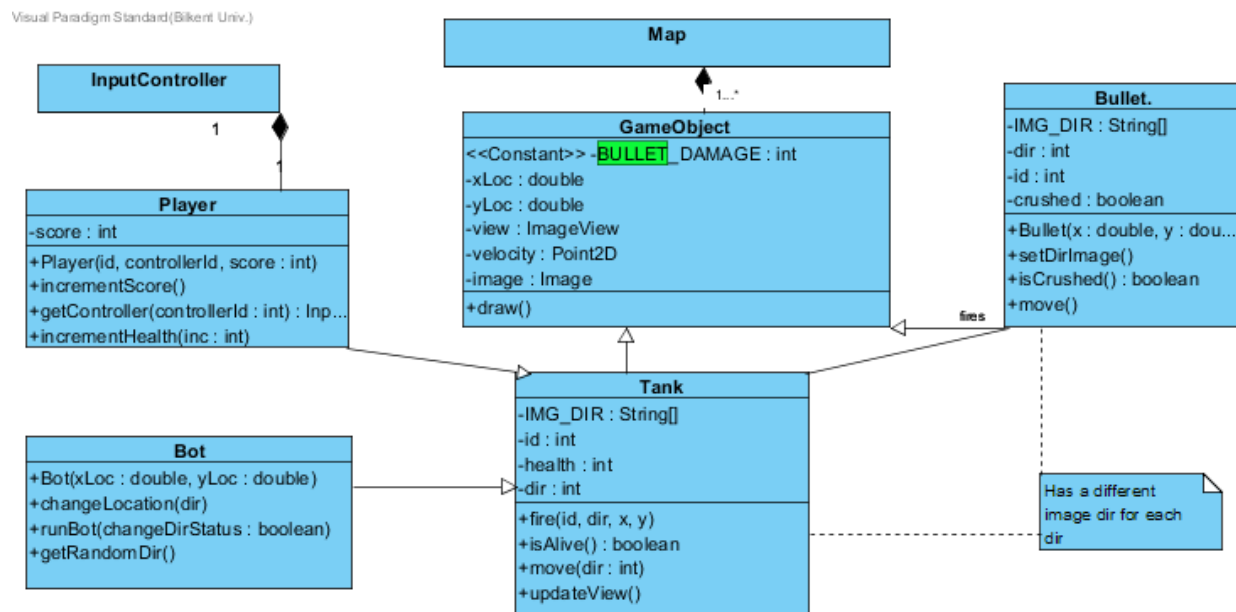 Visual Paradigm Standard(Bilkent Univ.)
Map
InputController
1...*
1
1
GameObject
<<Constant>> -BULLET_DAMAGE : int
-xLoc : double
-yLoc : double
-view : ImageView
-velocity : Point2D
-image : Image
+draw()
Bullet.
-IMG_DIR : String[]
-dir : int
-id : int
-crushed : boolean
+Bullet(x : double, y : dou...
+setDirImage()
+isCrushed() : boolean
+move()
Player
-score : int
+Player(id, controllerId, score : int)
+incrementScore()
+getController(controllerId : int) : Inp...
+incrementHealth(inc : int)
fires
Tank
-IMG_DIR : String[]
-id : int
-health : int
-dir : int
+fire(id, dir, x, y)
+isAlive() : boolean
+move(dir : int)
+updateView()
Bot
+Bot(xLoc : double, yLoc : double)
+changeLocation(dir)
+runBot(changeDirStatus : boolean)
+getRandomDir()
Has a different
image dir for each
dir